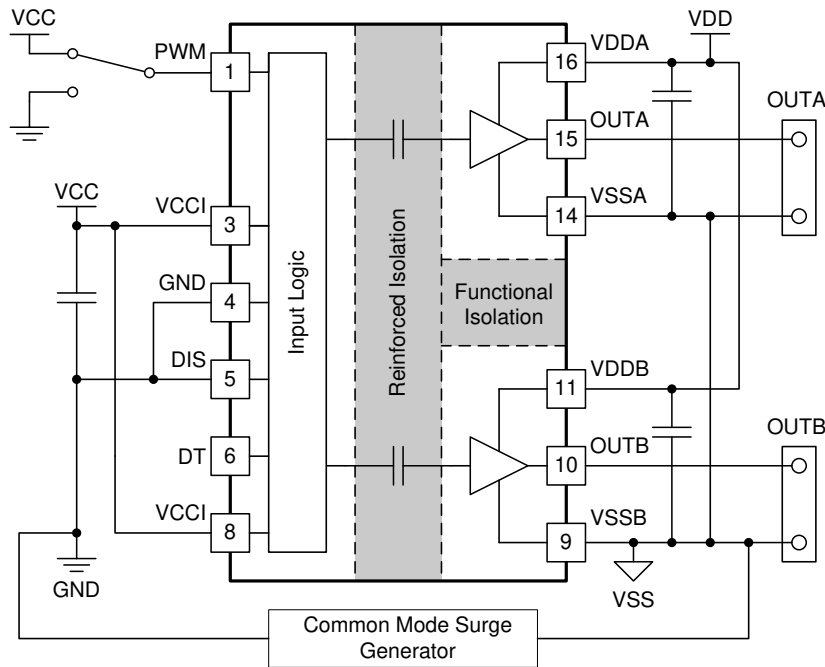 VCC
PWM
1
VCC
VCCI
3
GND
4
DIS
5
DT
6
VCCI
8
GND
Input Logic
Reinforced Isolation
Functional
Isolation
VDD
16
VDDA
15
OUTA
14
VSSA
OUTA
11
VDDB
10
OUTB
9
VSSB
OUTB
VSS
Common Mode Surge
Generator